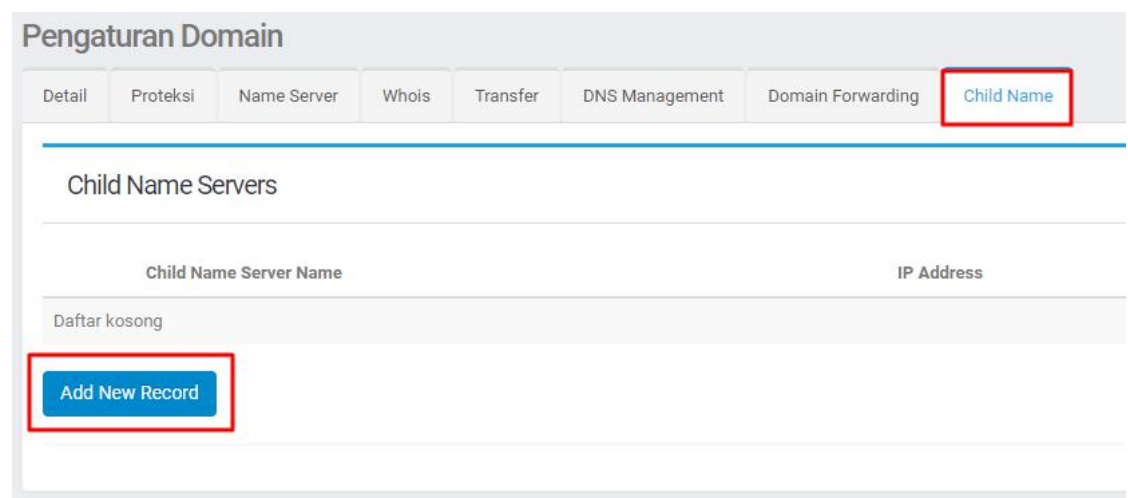 Pengaturan Domain
Detail Proteksi Name Server Whois Transfer DNS Management Domain Forwarding Child Name
Child Name Servers
Child Name Server Name IP Address
Daftar kosong
Add New Record